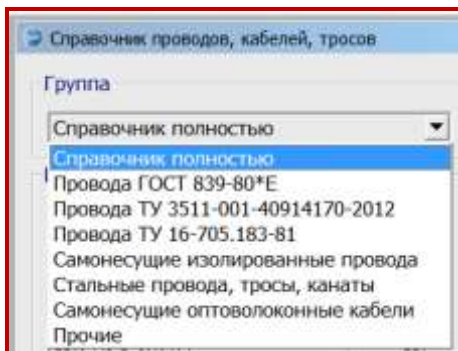 Справочник проводов, кабелей, тросов
Группа
Справочник полностью
Справочник полностью
Провода ГОСТ 839-80*Е
Провода ТУ 3511-001-40914170-2012
Провода ТУ 16-705.183-81
Самонесущие изолированные провода
Стальные провода, тросы, канаты
Самонесущие оптоволоконные кабели
Прочие